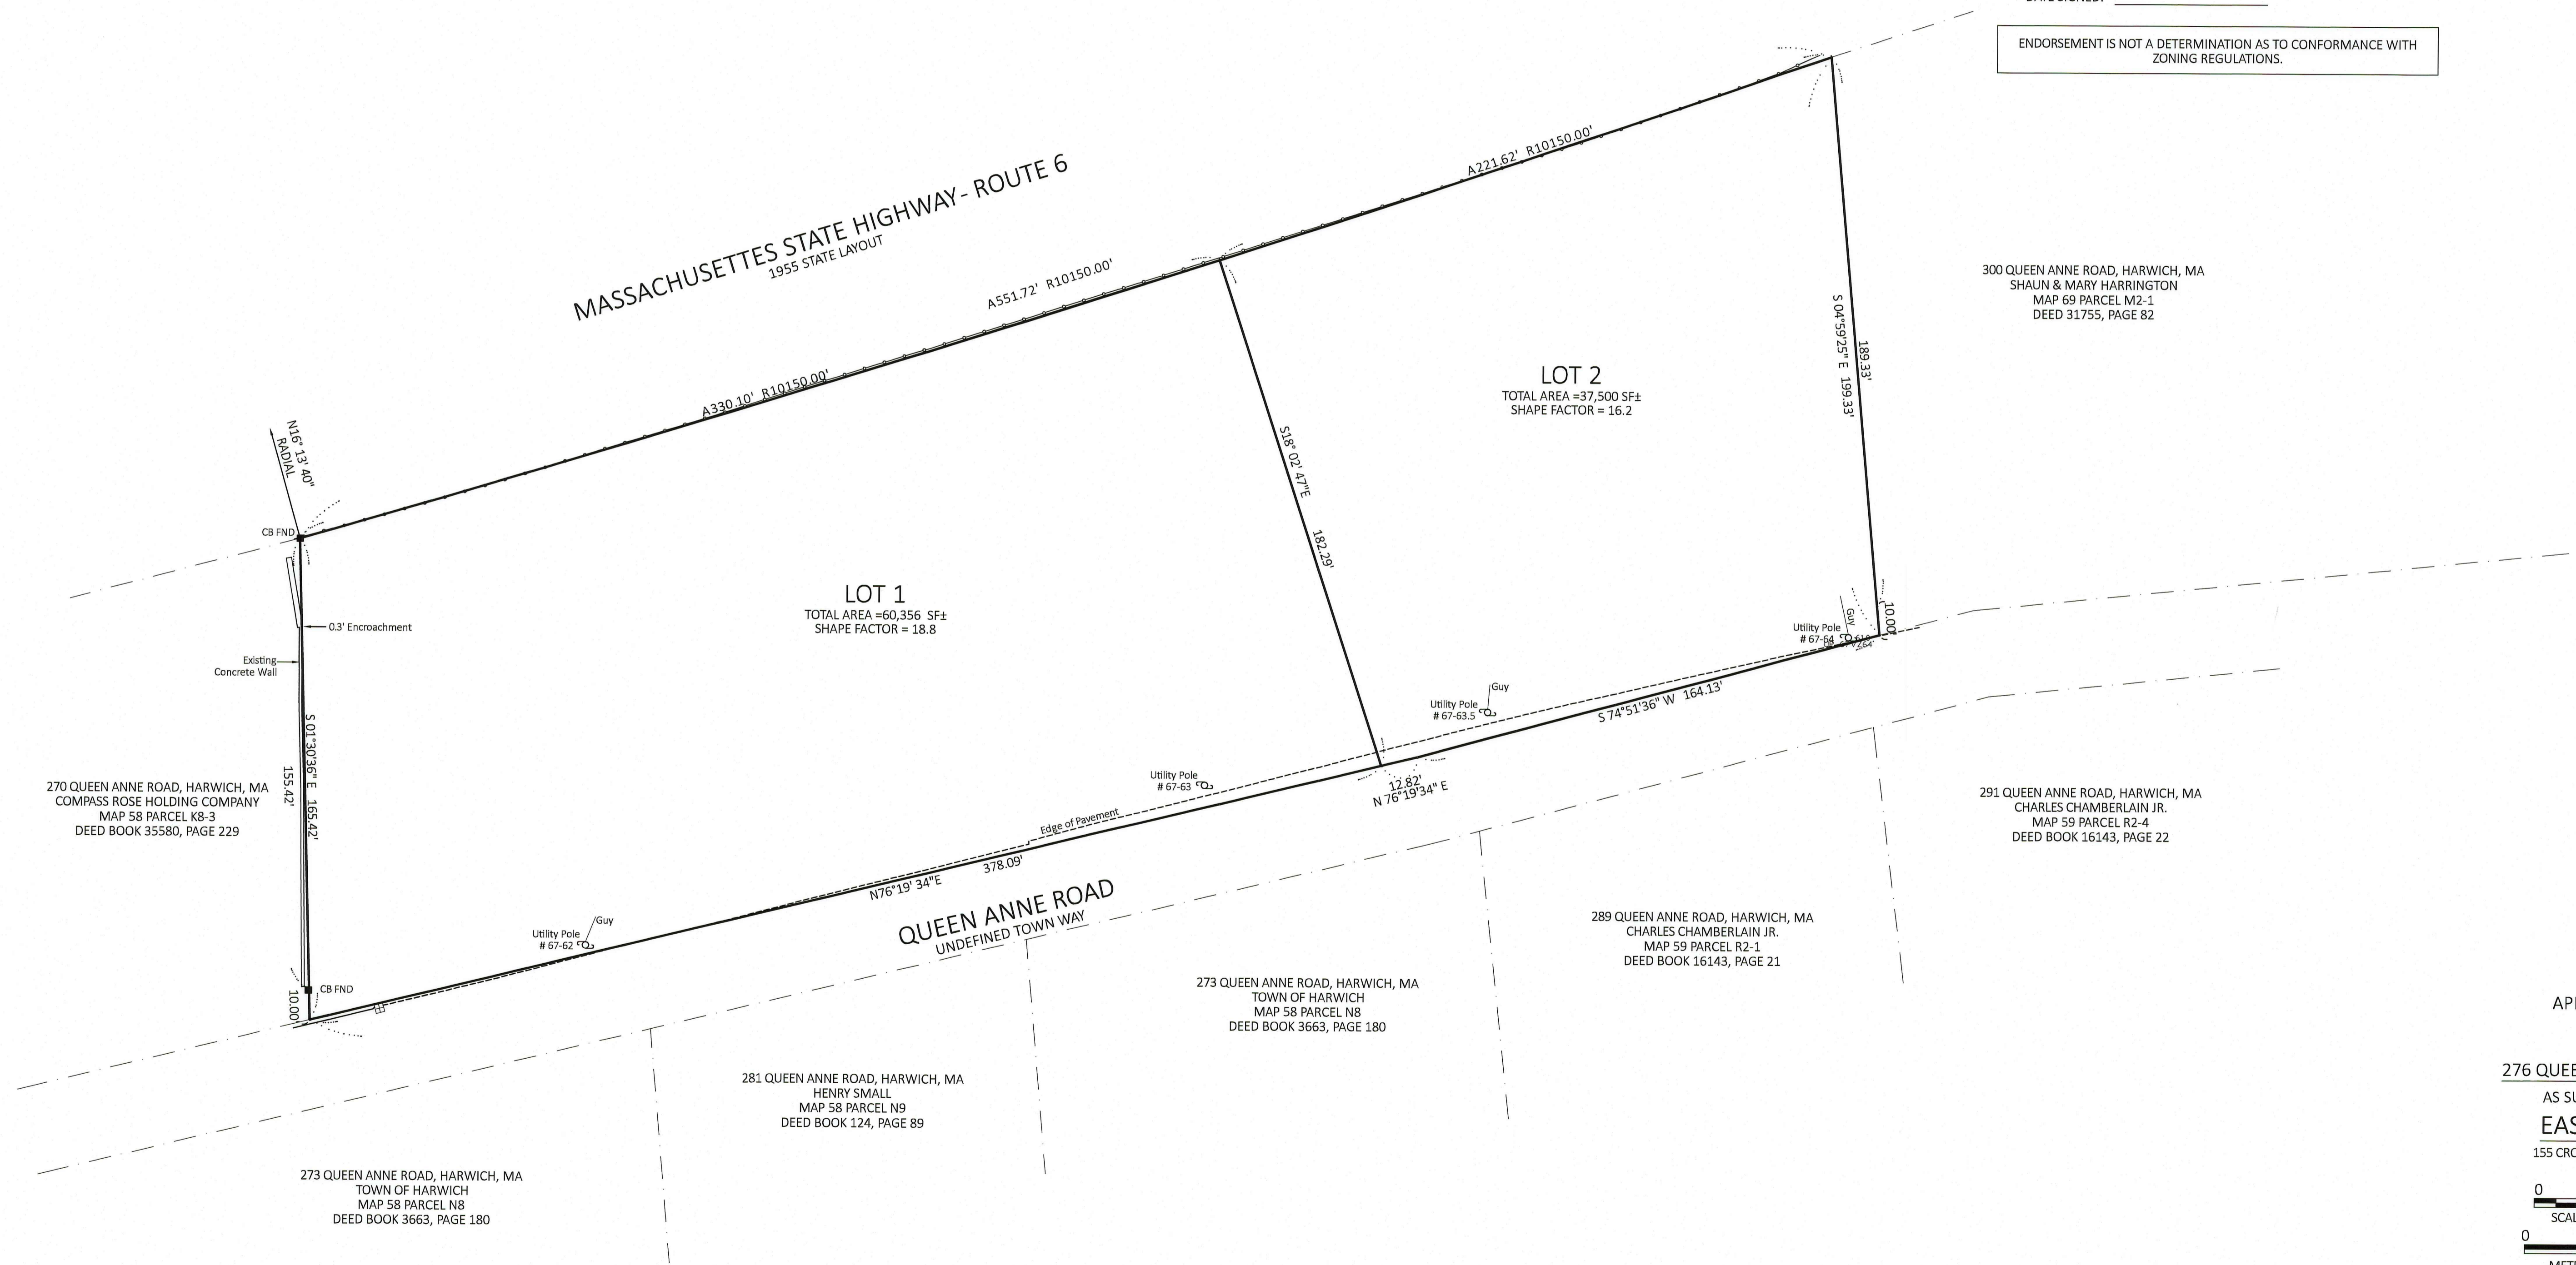 ENDORSEMENT IS NOT A DETERMINATION AS TO CONFORMANCE WITH
ZONING REGULATIONS.
MASSACHUSETTES STATE HIGHWAY - ROUTE 6
1955 STATE LAYOUT
A221.62' R10150.00'
A551.72' R10150.00'
A330.10' R10150.00'
N16° 13' 40"
RADIAL
CB FND
300 QUEEN ANNE ROAD, HARWICH, MA
SHAUN & MARY HARRINGTON
MAP 69 PARCEL M2-1
DEED 31755, PAGE 82
S 04°59'25" E 199.33'
189.33'
LOT 2
TOTAL AREA =37,500 SF±
SHAPE FACTOR = 16.2
S18° 02' 47"E
182.29'
LOT 1
TOTAL AREA =60,356 SF±
SHAPE FACTOR = 18.8
0.3' Encroachment
Existing
Concrete Wall
S 01°30'36" E 165.42'
155.42'
270 QUEEN ANNE ROAD, HARWICH, MA
COMPASS ROSE HOLDING COMPANY
MAP 58 PARCEL K8-3
DEED BOOK 35580, PAGE 229
10.00'
Guy
Utility Pole
# 67-64
S 74°51'36" W 164.13'
Guy
Utility Pole
# 67-63.5
12.82'
N 76°19'34" E
Utility Pole
# 67-63
Edge of Pavement
378.09'
N76°19' 34"E
QUEEN ANNE ROAD
UNDEFINED TOWN WAY
Guy
Utility Pole
# 67-62
CB FND
10.00'
291 QUEEN ANNE ROAD, HARWICH, MA
CHARLES CHAMBERLAIN JR.
MAP 59 PARCEL R2-4
DEED BOOK 16143, PAGE 22
289 QUEEN ANNE ROAD, HARWICH, MA
CHARLES CHAMBERLAIN JR.
MAP 59 PARCEL R2-1
DEED BOOK 16143, PAGE 21
273 QUEEN ANNE ROAD, HARWICH, MA
TOWN OF HARWICH
MAP 58 PARCEL N8
DEED BOOK 3663, PAGE 180
281 QUEEN ANNE ROAD, HARWICH, MA
HENRY SMALL
MAP 58 PARCEL N9
DEED BOOK 124, PAGE 89
273 QUEEN ANNE ROAD, HARWICH, MA
TOWN OF HARWICH
MAP 58 PARCEL N8
DEED BOOK 3663, PAGE 180
276
AS
155
0
0